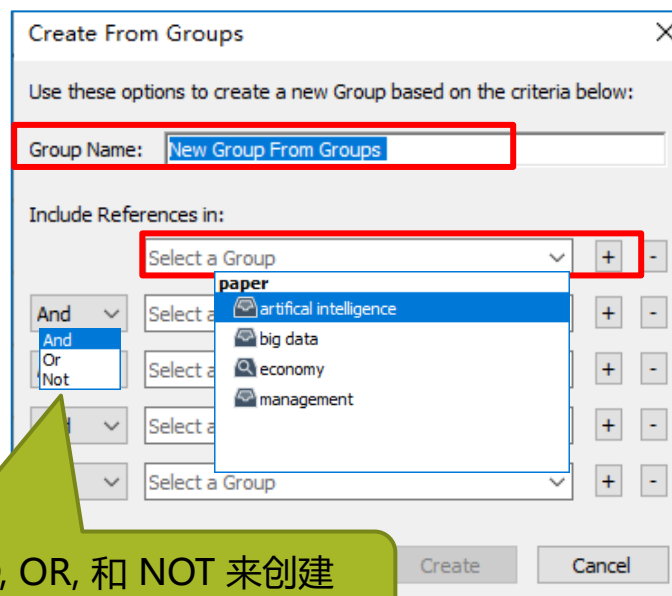 Create From Groups
Use these options to create a new Group based on the criteria below:
Group Name: New Group From Groups
Include References in:
Select a Group + -
paper
artifical intelligence
big data
economy
management
And Select a + -
And
Or
Not
Select a + -
Select a + -
Select a Group + -
, OR, 和 NOT 来创建
Create Cancel